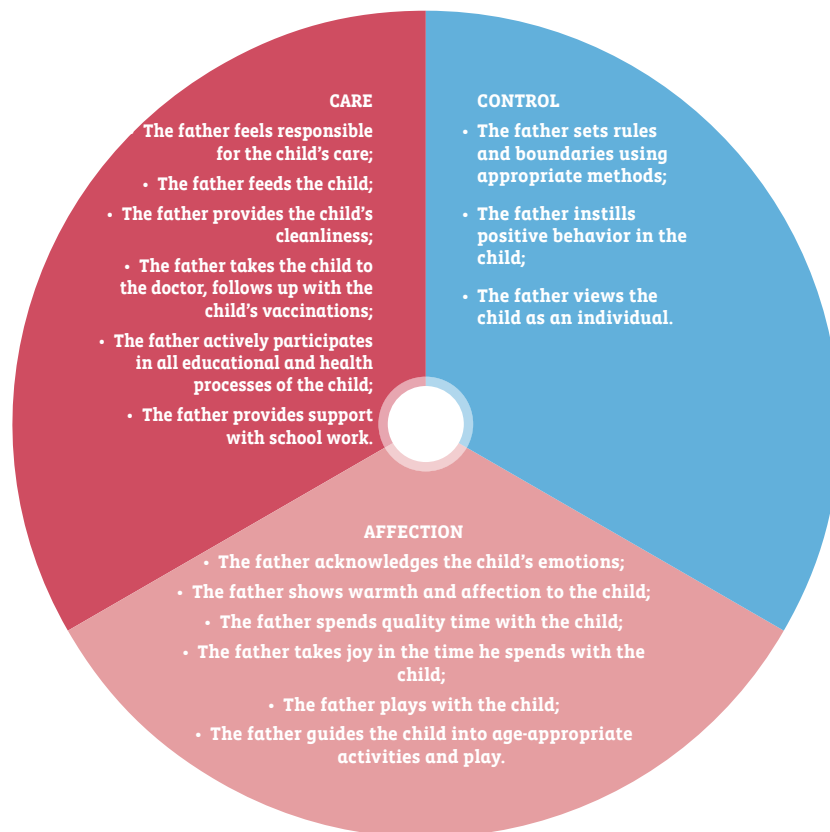 CARE
• The father feels responsible
for the child's care;
• The father feeds the child;
• The father provides the child's
cleanliness;
• The father takes the child to
the doctor, follows up with the
child's vaccinations;
• The father actively participates
in all educational and health
processes of the child;
• The father provides support
with school work.
CONTROL
• The father sets rules
and boundaries using
appropriate methods;
• The father instills
positive behavior in the
child;
• The father views the
child as an individual.
AFFECTION
• The father acknowledges the child's emotions;
• The father shows warmth and affection to the child;
• The father spends quality time with the child;
• The father takes joy in the time he spends with the
child;
• The father plays with the child;
• The father guides the child into age-appropriate
activities and play.